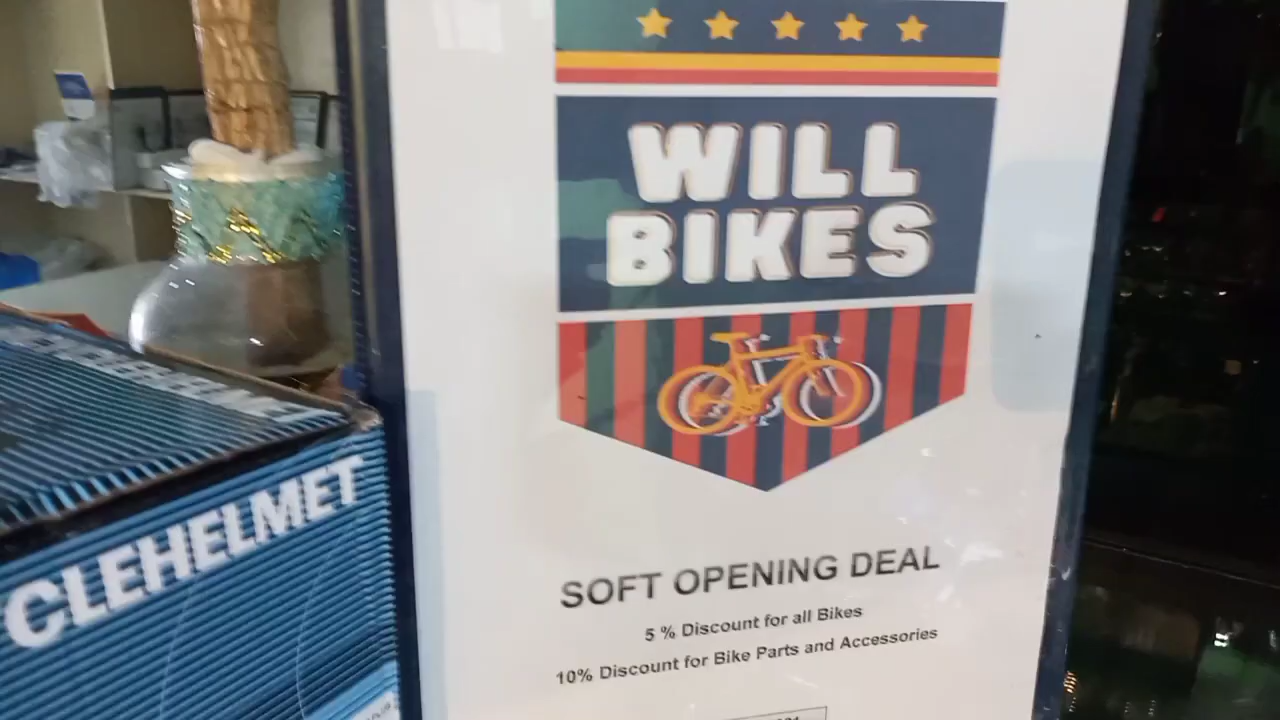 WILL
BIKES
SOFT OPENING DEAL
5 % Discount for all Bikes
10% Discount for Bike Parts and Accessories
CLEHELMET